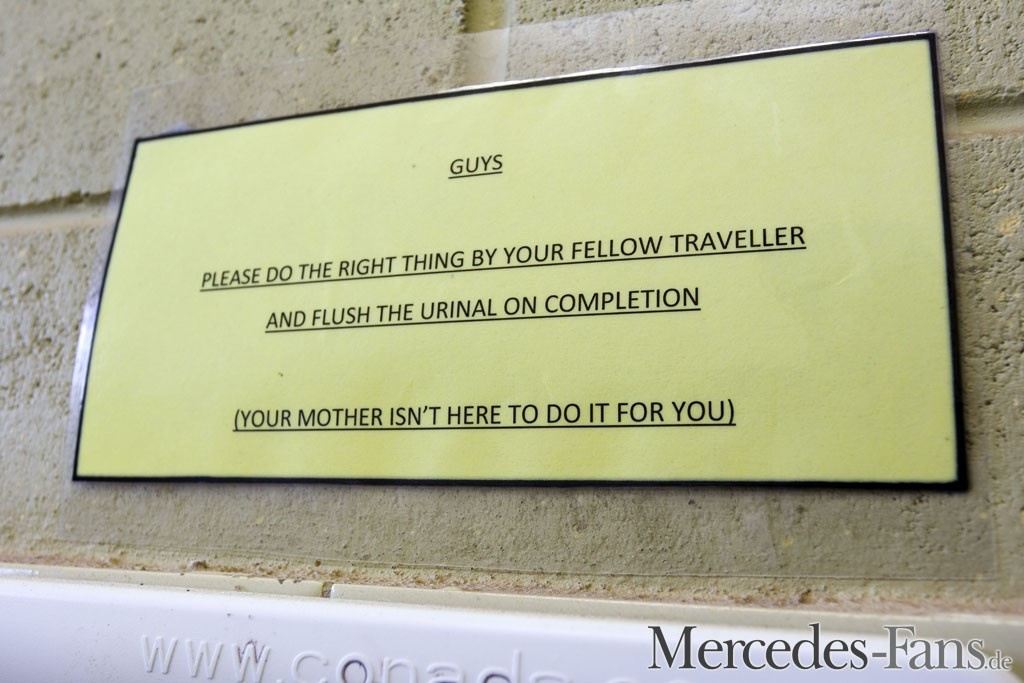 GUYS
PLEASE DO THE RIGHT THING BY YOUR FELLOW TRAVELLER
AND FLUSH THE URINAL ON COMPLETION
(YOUR MOTHER ISN'T HERE TO DO IT FOR YOU)
Mercedes-Fans.de